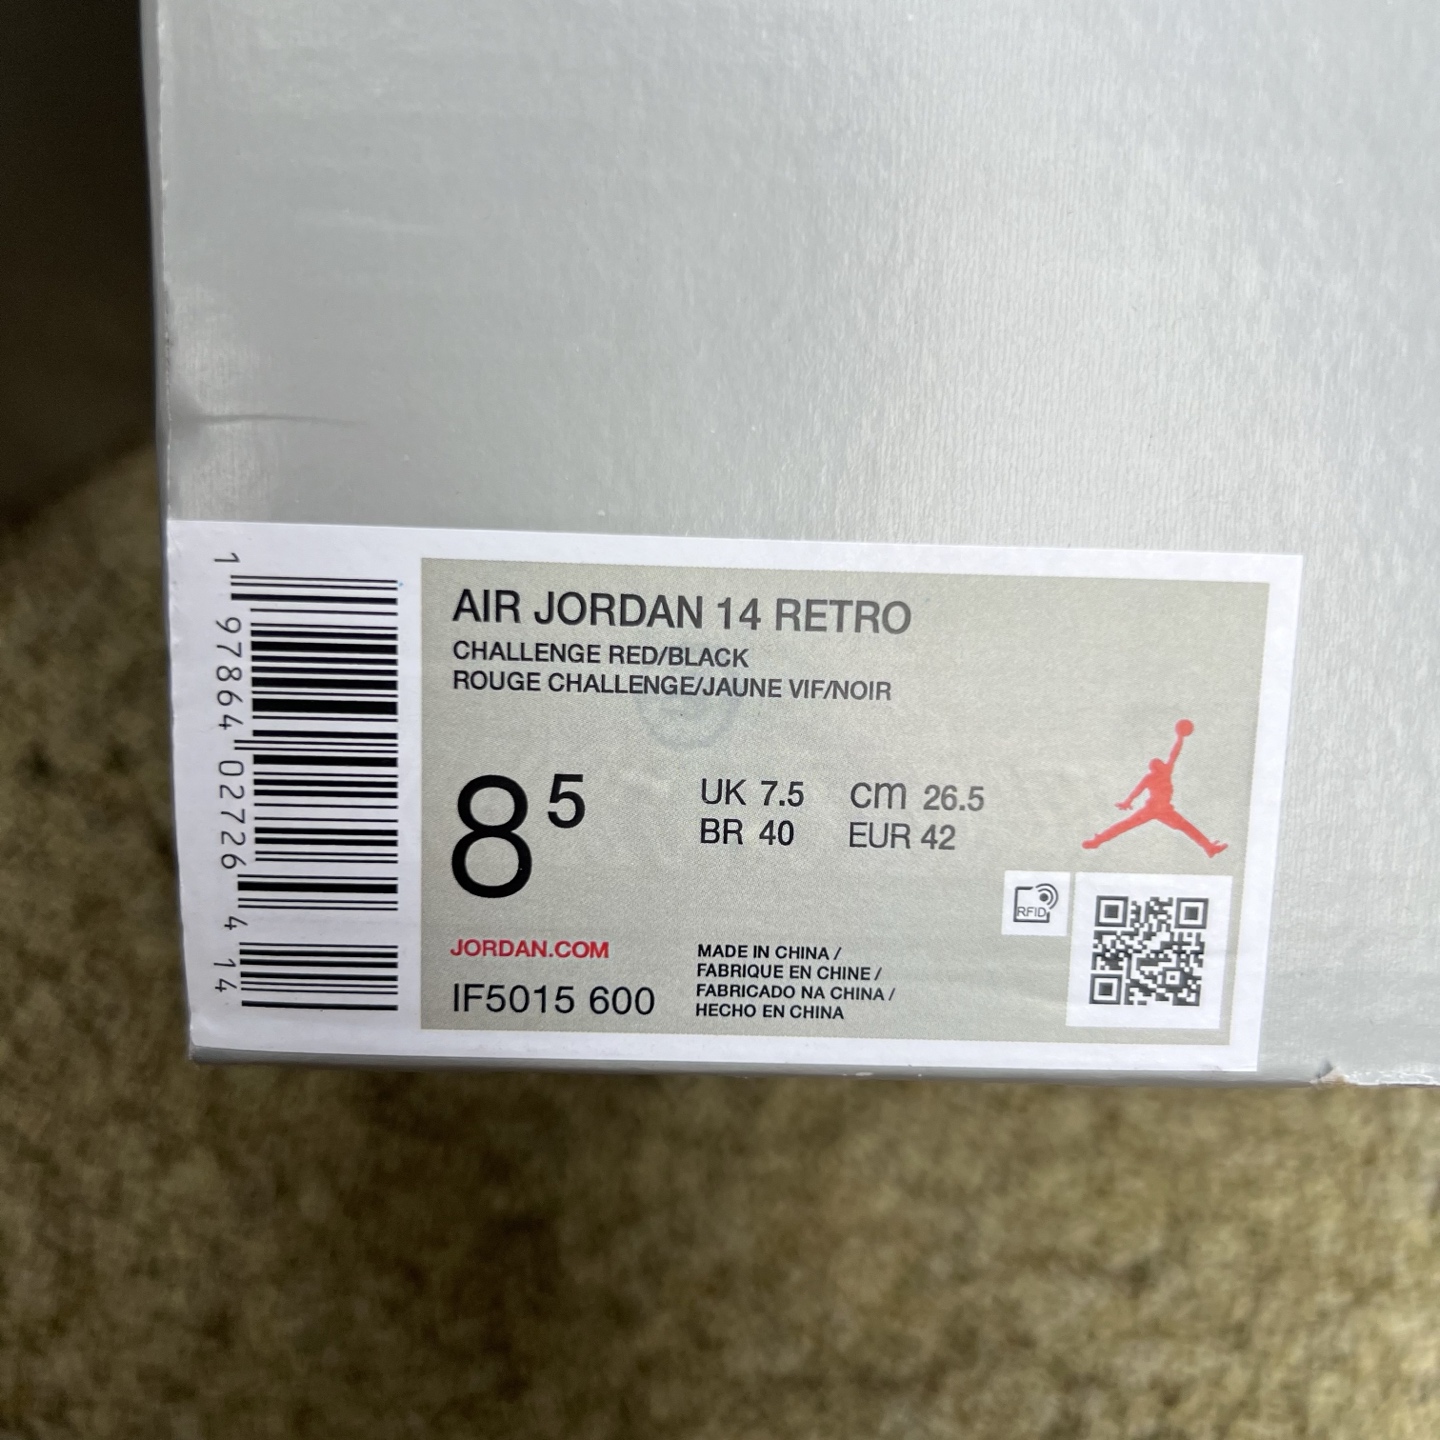 AIR JORDAN 14 RETRO
CHALLENGE RED/BLACK
ROUGE CHALLENGE/JAUNE VIF/NOIR
8 5
UK 7.5 cm 26.5
BR 40 EUR 42
RFID
JORDAN.COM
IF5015 600
MADE IN CHINA /
FABRIQUE EN CHINE /
FABRICADO NA CHINA /
HECHO EN CHINA
1 97864 02726 4 14